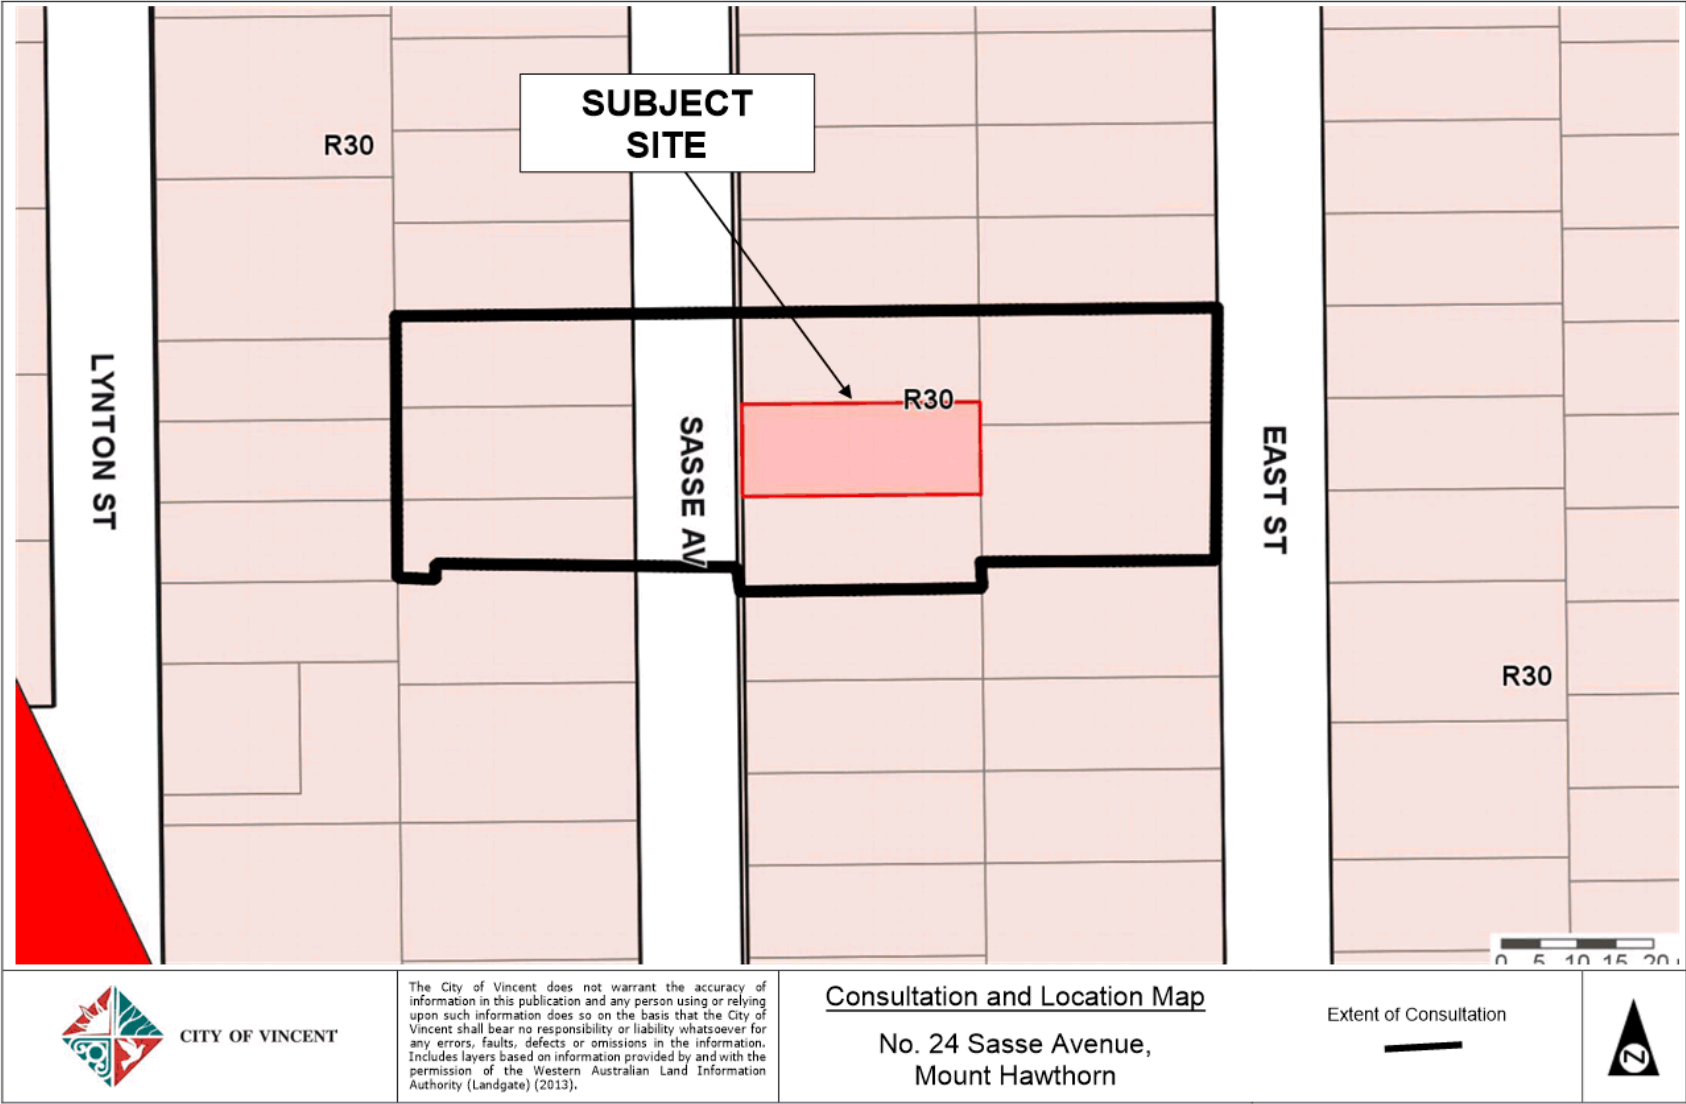 SUBJECT
SITE
R30
R30
LYNTON ST
SASSE AV
EAST ST
R30
0 5 10 15 20
CITY OF VINCENT
The City of Vincent does not warrant the accuracy of
information in this publication and any person using or relying
upon such information does so on the basis that the City of
Vincent shall bear no responsibility or liability whatsoever for
any errors, faults, defects or omissions in the information.
Includes layers based on information provided by and with the
permission of the Western Australian Land Information
Authority (Landgate) (2013).
Consultation and Location Map
No. 24 Sasse Avenue,
Mount Hawthorn
Extent of Consultation
N